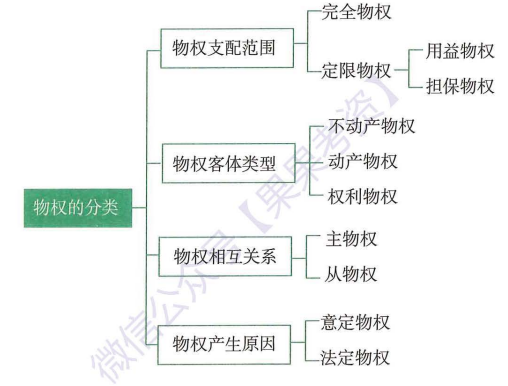 物权的分类
物权支配范围
完全物权
定限物权
用益物权
担保物权
物权客体类型
不动产物权
动产物权
权利物权
物权相互关系
主物权
从物权
物权产生原因
意定物权
法定物权
微信公众号【果果考资】